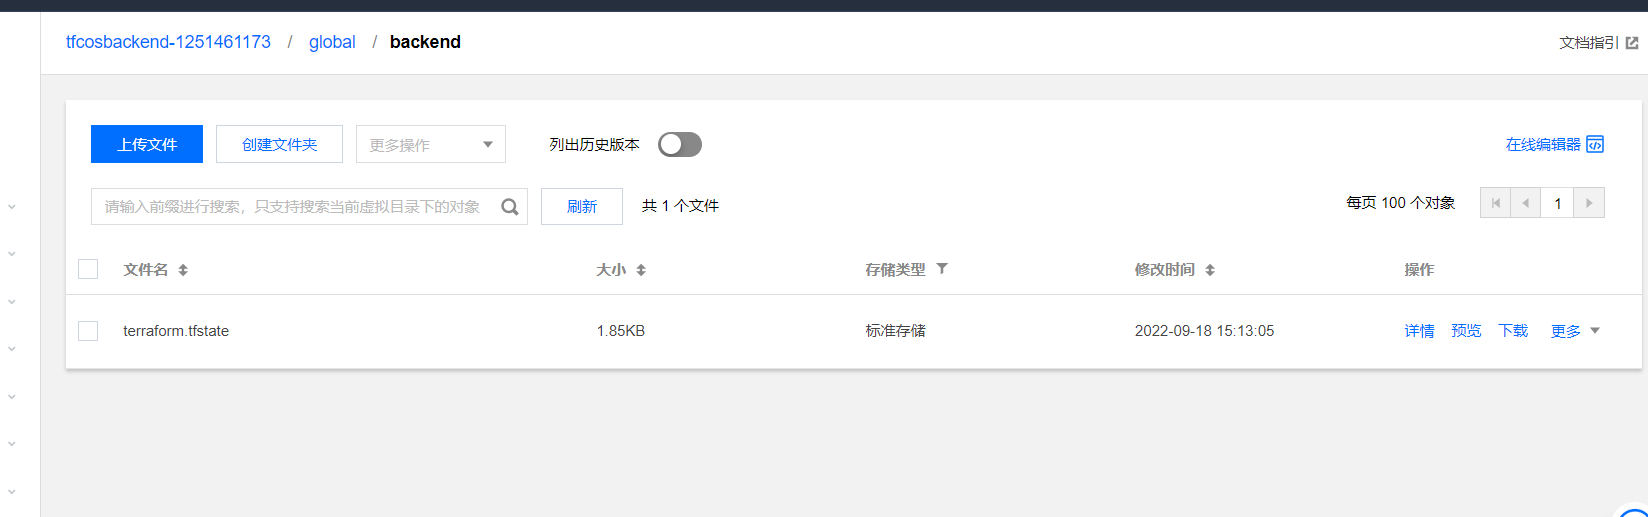 tfcosbackend-1251461173 / global / backend 文档指引
上传文件 创建文件夹 更多操作 列出历史版本 在线编辑器
请输入前缀进行搜索，只支持搜索当前虚拟目录下的对象 刷新 共 1 个文件 每页 100 个对象 1
文件名 大小 存储类型 修改时间 操作
terraform.tfstate 1.85KB 标准存储 2022-09-18 15:13:05 详情 预览 下载 更多